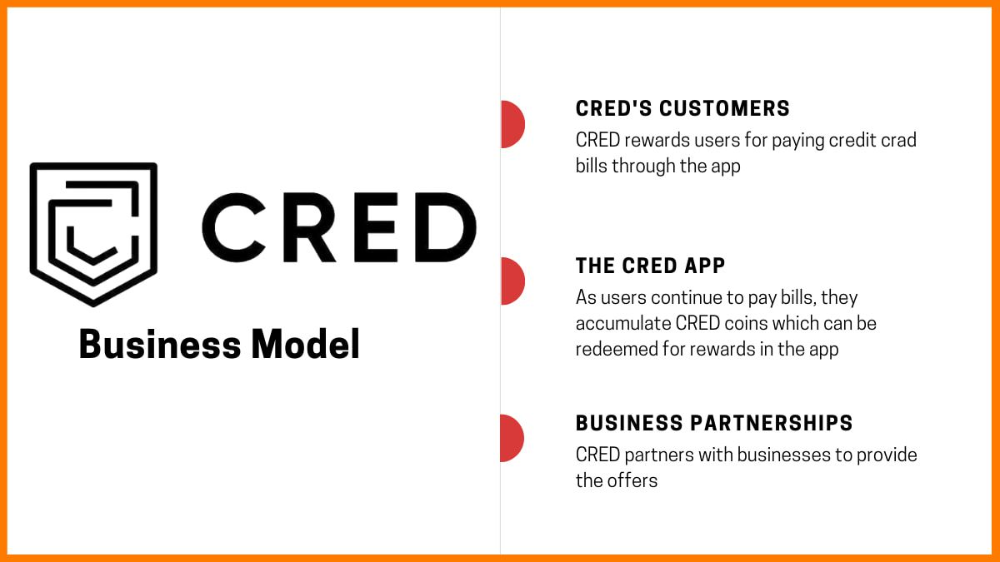 CRED
Business Model
CRED'S CUSTOMERS
CRED rewards users for paying credit crad
bills through the app
THE CRED APP
As users continue to pay bills, they
accumulate CRED coins which can be
redeemed for rewards in the app
BUSINESS PARTNERSHIPS
CRED partners with businesses to provide
the offers